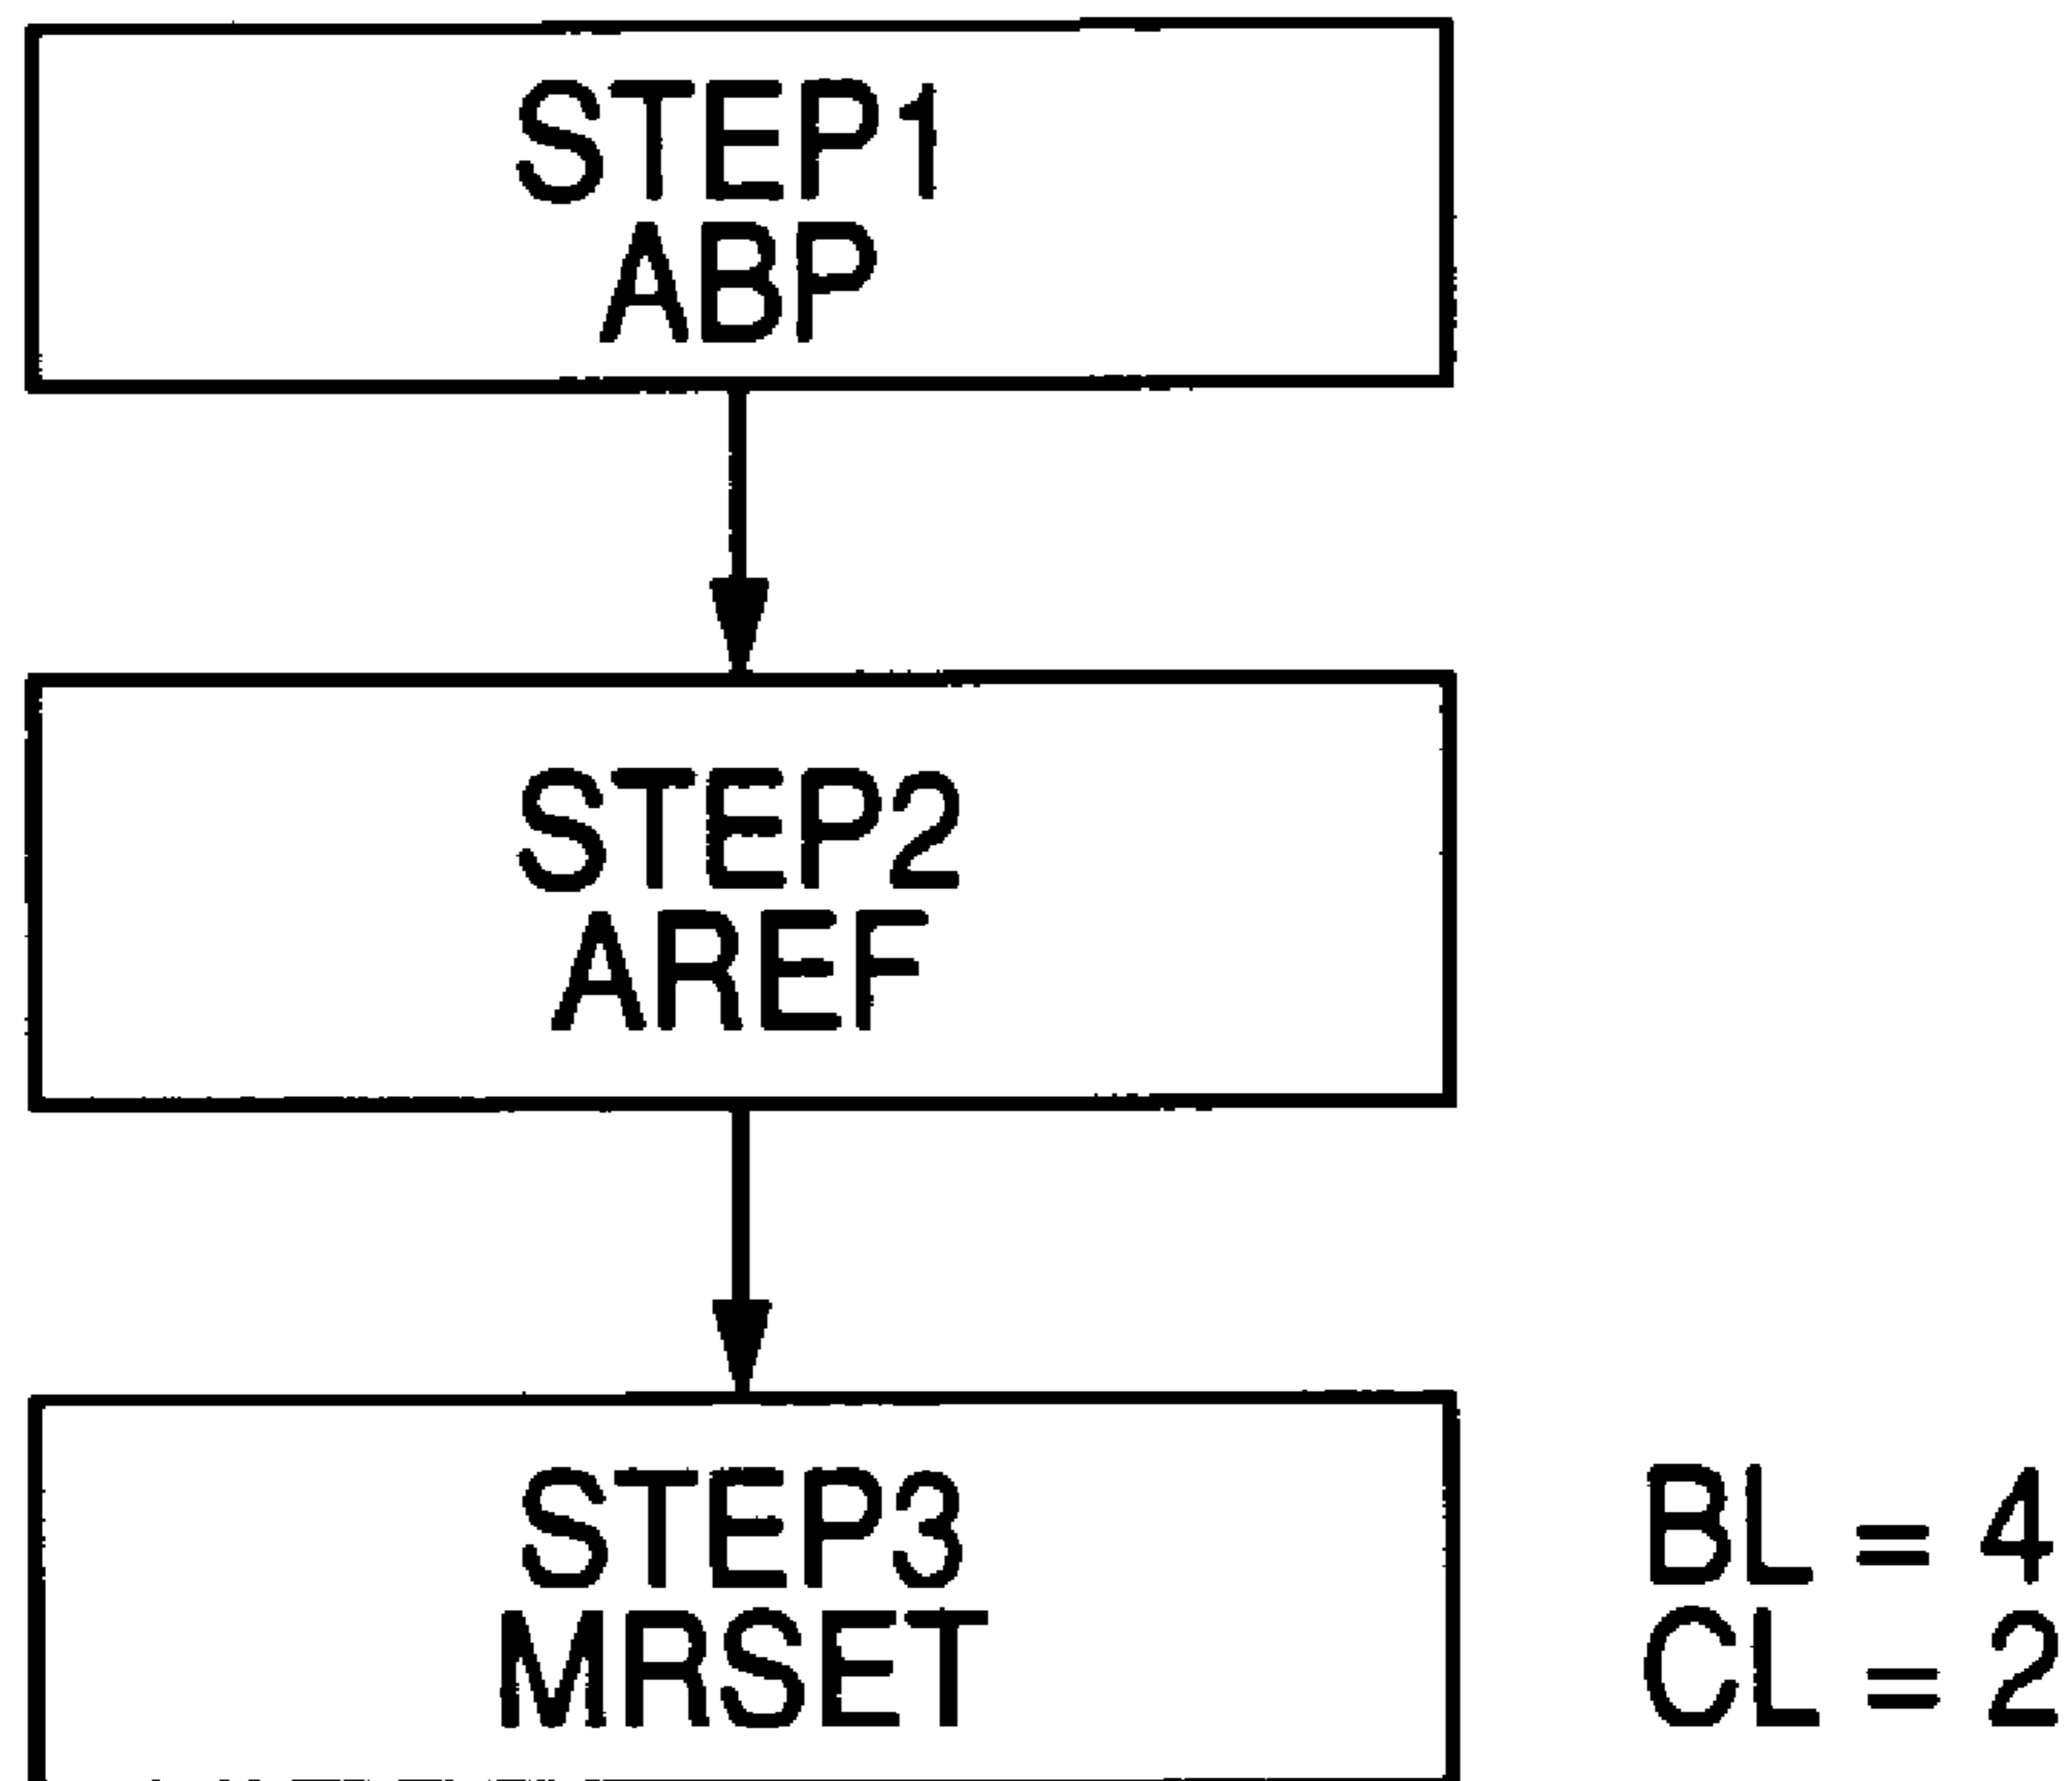 STEP1
ABP
STEP2
AREF
STEP3
MRSET
BL = 4
CL = 2